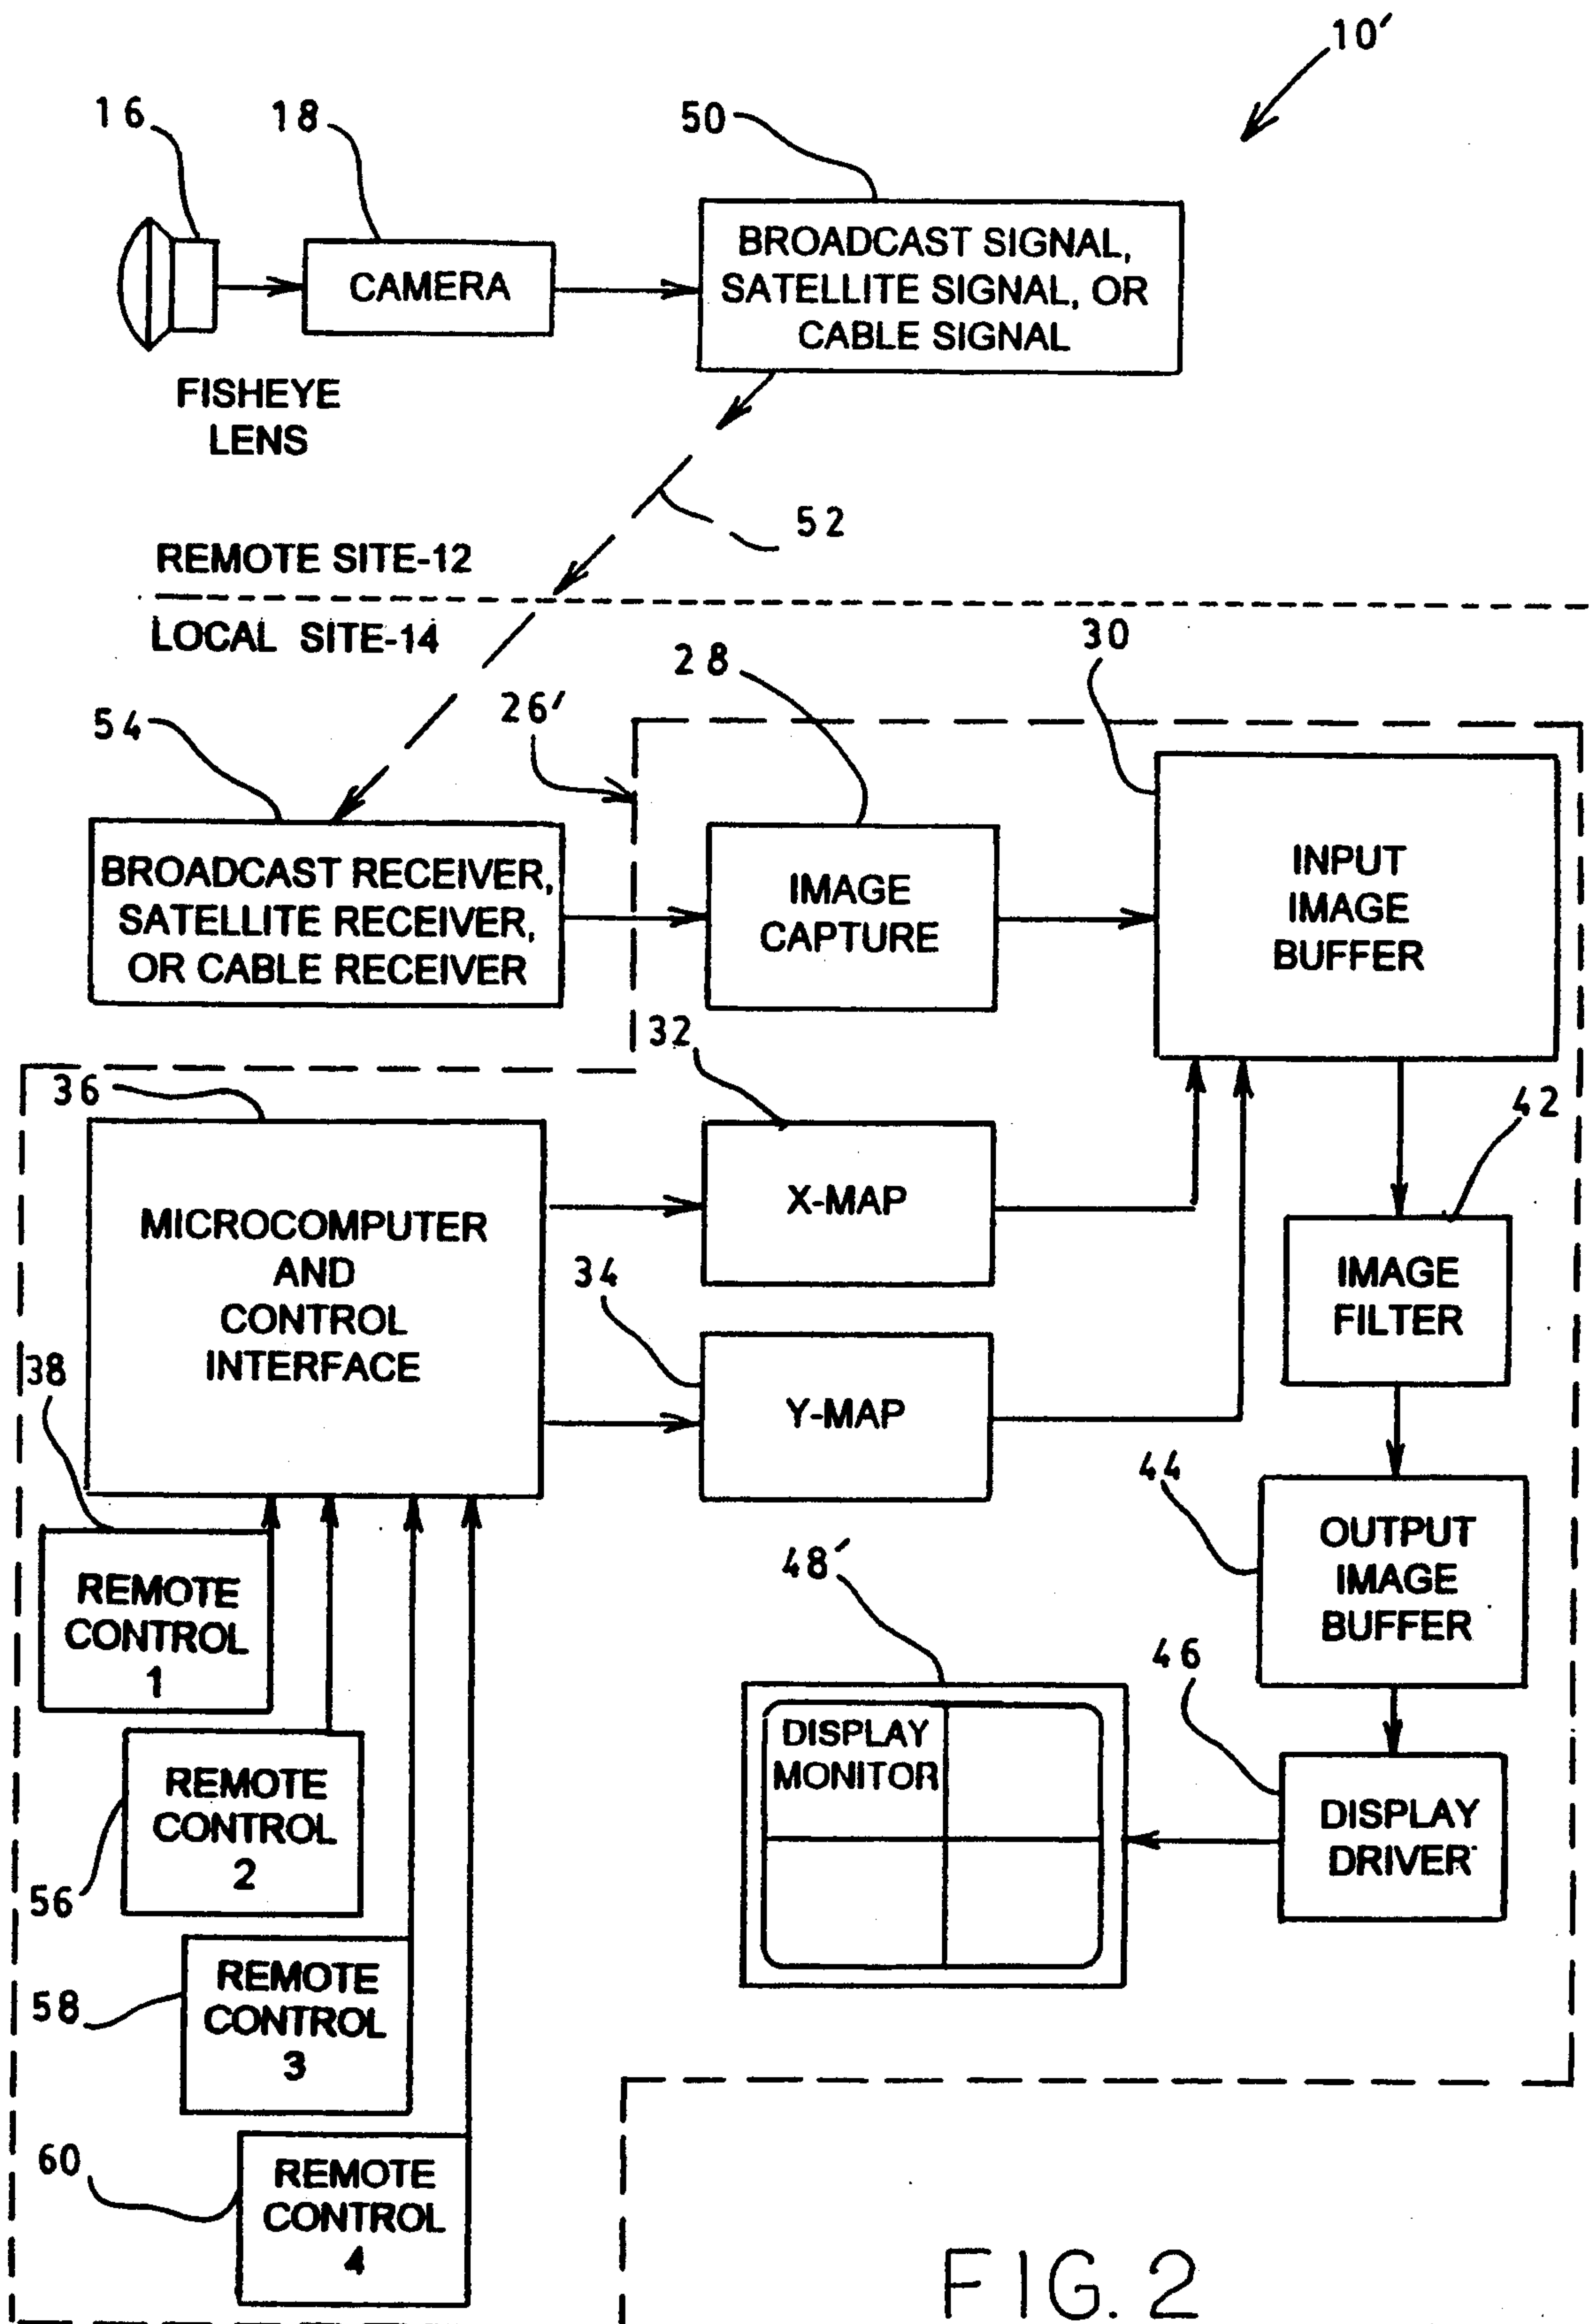 10′
16
18
50
CAMERA
BROADCAST SIGNAL,
SATELLITE SIGNAL, OR
CABLE SIGNAL
FISHEYE
LENS
52
REMOTE SITE-12
LOCAL SITE-14
30
28
26′
54
BROADCAST RECEIVER,
SATELLITE RECEIVER,
OR CABLE RECEIVER
IMAGE
CAPTURE
INPUT
IMAGE
BUFFER
32
36
42
MICROCOMPUTER
AND
CONTROL
INTERFACE
X-MAP
34
IMAGE
FILTER
38
Y-MAP
44
OUTPUT
IMAGE
BUFFER
48′
REMOTE
CONTROL
1
46
DISPLAY
MONITOR
REMOTE
CONTROL
2
56
DISPLAY
DRIVER
REMOTE
CONTROL
3
58
60
REMOTE
CONTROL
4
FIG. 2